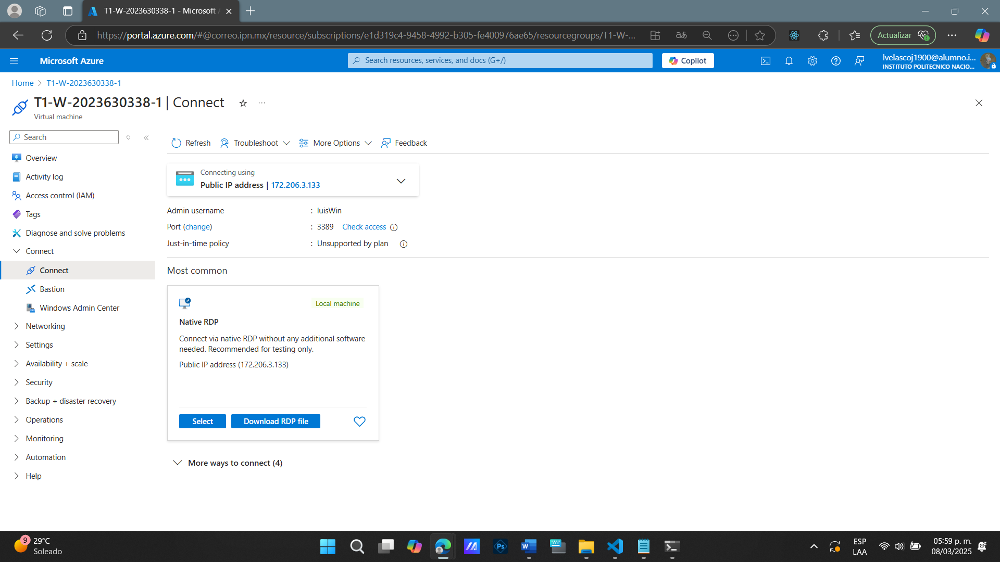 T1-W-2023630338-1 - Microsoft A
https://portal.azure.com/#@correo.ipn.mx/resource/subscriptions/e1d319c4-9458-4992-b305-fe400976ae65/resourcegroups/T1-W-...
Actualizar
Microsoft Azure
Search resources, services, and docs (G+/)
Copilot
lvelascoj1900@alumno.i...
INSTITUTO POLITECNICO NACIO...
Home > T1-W-2023630338-1
T1-W-2023630338-1 | Connect
Virtual machine
Search
Refresh
Troubleshoot
More Options
Feedback
Overview
Activity log
Access control (IAM)
Tags
Diagnose and solve problems
Connect
Connect
Bastion
Windows Admin Center
Networking
Settings
Availability + scale
Security
Backup + disaster recovery
Operations
Monitoring
Automation
Help
Connecting using
Public IP address | 172.206.3.133
Admin username : luisWin
Port (change) : 3389 Check access
Just-in-time policy : Unsupported by plan
Most common
Local machine
Native RDP
Connect via native RDP without any additional software
needed. Recommended for testing only.
Public IP address (172.206.3.133)
Select
Download RDP file
More ways to connect (4)
9
29°C
Soleado
ESP
LAA
05:59 p. m.
08/03/2025